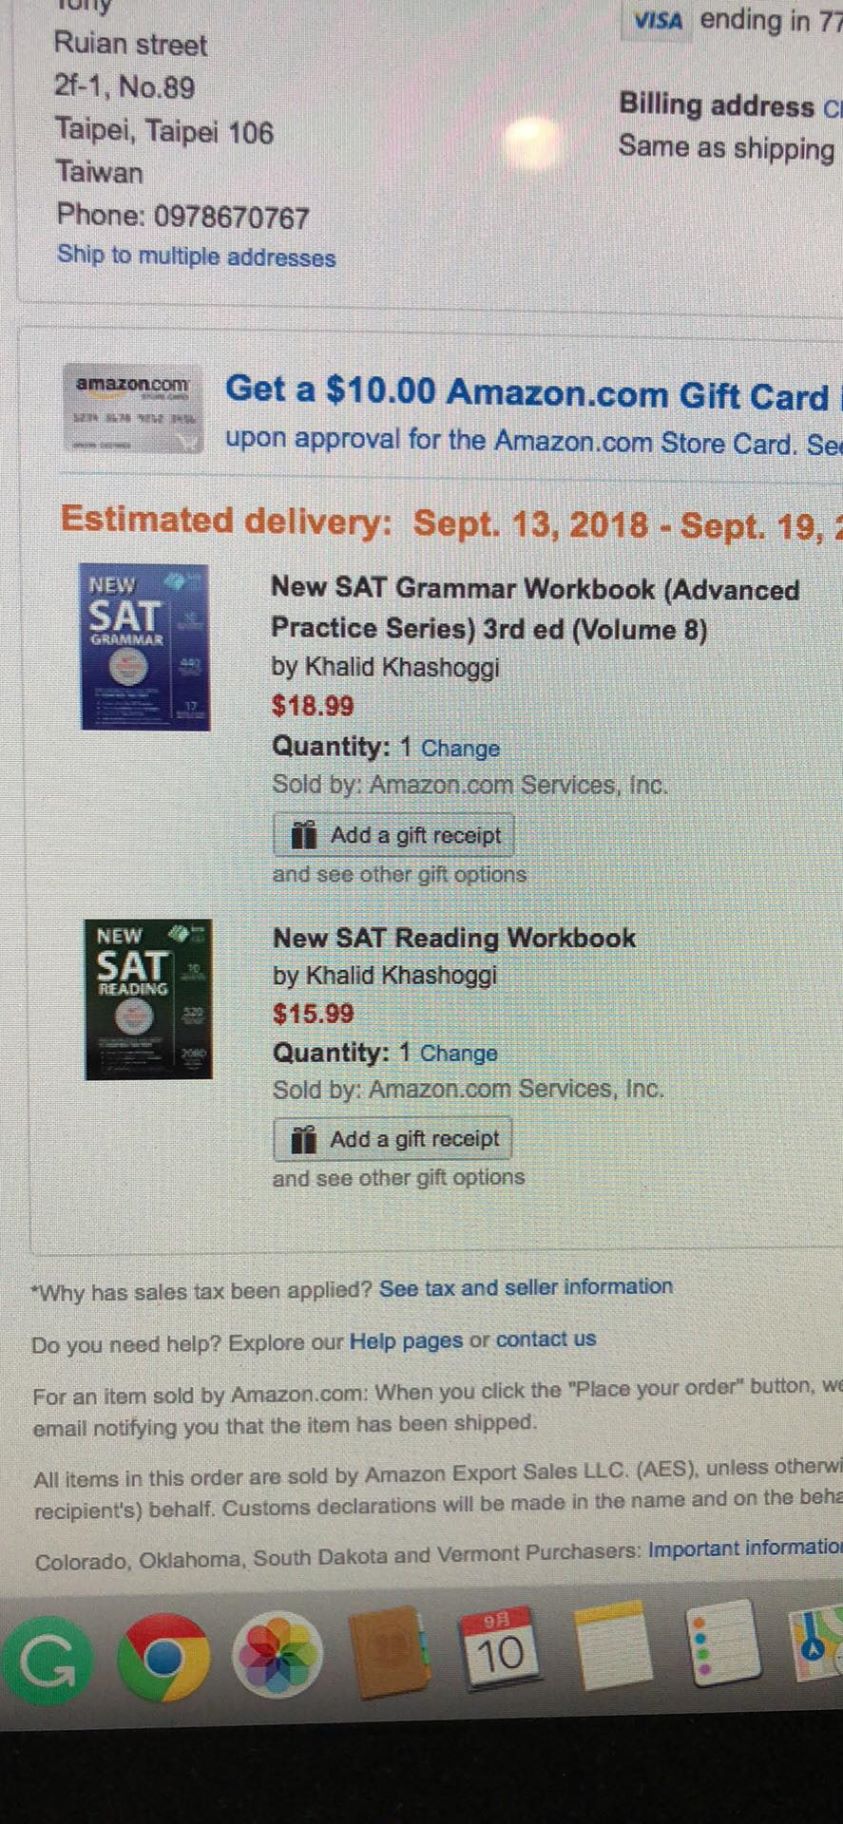 Tony
Ruian street
2f-1, No.89
Taipei, Taipei 106
Taiwan
Phone: 0978670767
Ship to multiple addresses
VISA ending in 77
Billing address
Same as shipping
amazon.com
Get a $10.00 Amazon.com Gift Card
upon approval for the Amazon.com Store Card. See
Estimated delivery: Sept. 13, 2018 - Sept. 19, 2
NEW
SAT
GRAMMAR
440
17
New SAT Grammar Workbook (Advanced
Practice Series) 3rd ed (Volume 8)
by Khalid Khashoggi
$18.99
Quantity: 1 Change
Sold by: Amazon.com Services, Inc.
Add a gift receipt
and see other gift options
NEW
SAT
READING
10
520
2080
New SAT Reading Workbook
by Khalid Khashoggi
$15.99
Quantity: 1 Change
Sold by: Amazon.com Services, Inc.
Add a gift receipt
and see other gift options
*Why has sales tax been applied? See tax and seller information
Do you need help? Explore our Help pages or contact us
For an item sold by Amazon.com: When you click the "Place your order" button, we
email notifying you that the item has been shipped.
All items in this order are sold by Amazon Export Sales LLC. (AES), unless otherwi
recipient's) behalf. Customs declarations will be made in the name and on the beha
Colorado, Oklahoma, South Dakota and Vermont Purchasers: Important informatio
9月
10